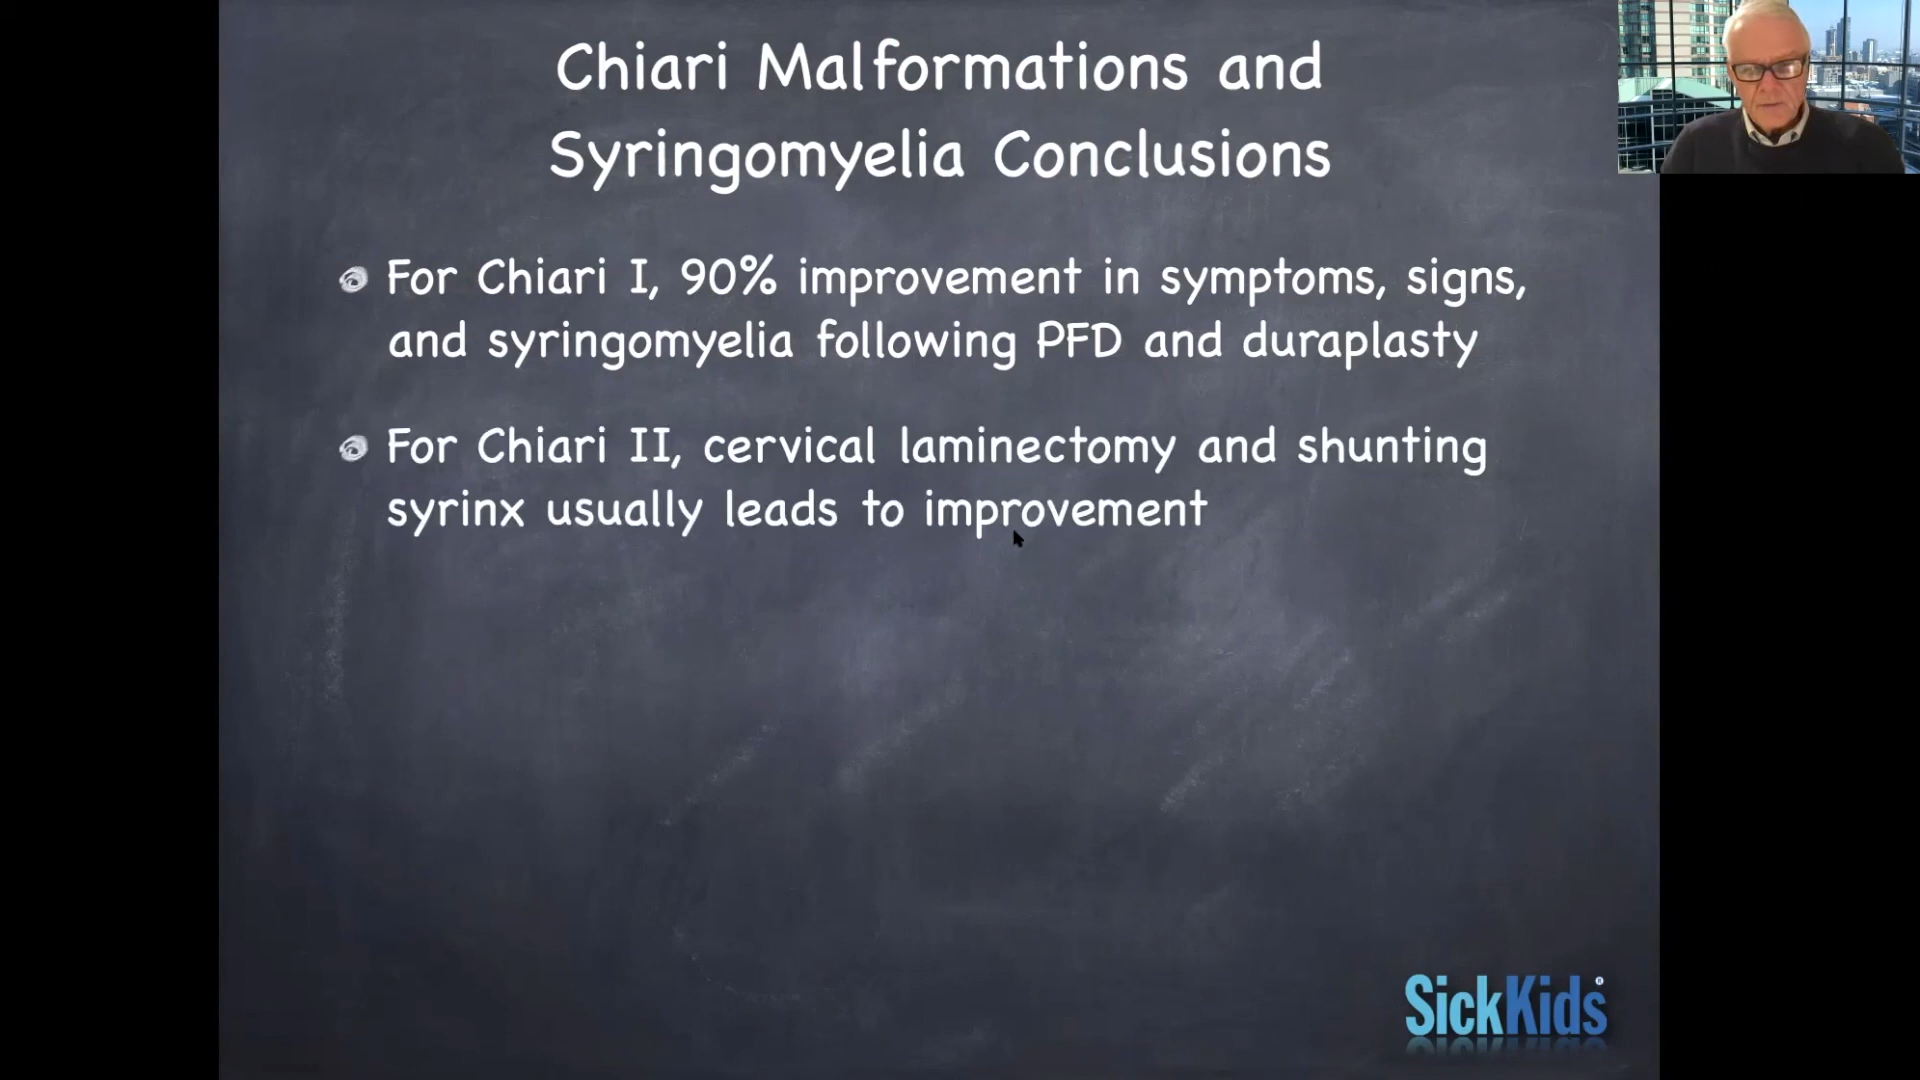 Chiari Malformations and
Syringomyelia Conclusions
For Chiari I, 90% improvement in symptoms, signs,
and syringomyelia following PFD and duraplasty
For Chiari II, cervical laminectomy and shunting
syrinx usually leads to improvement
SickKids®